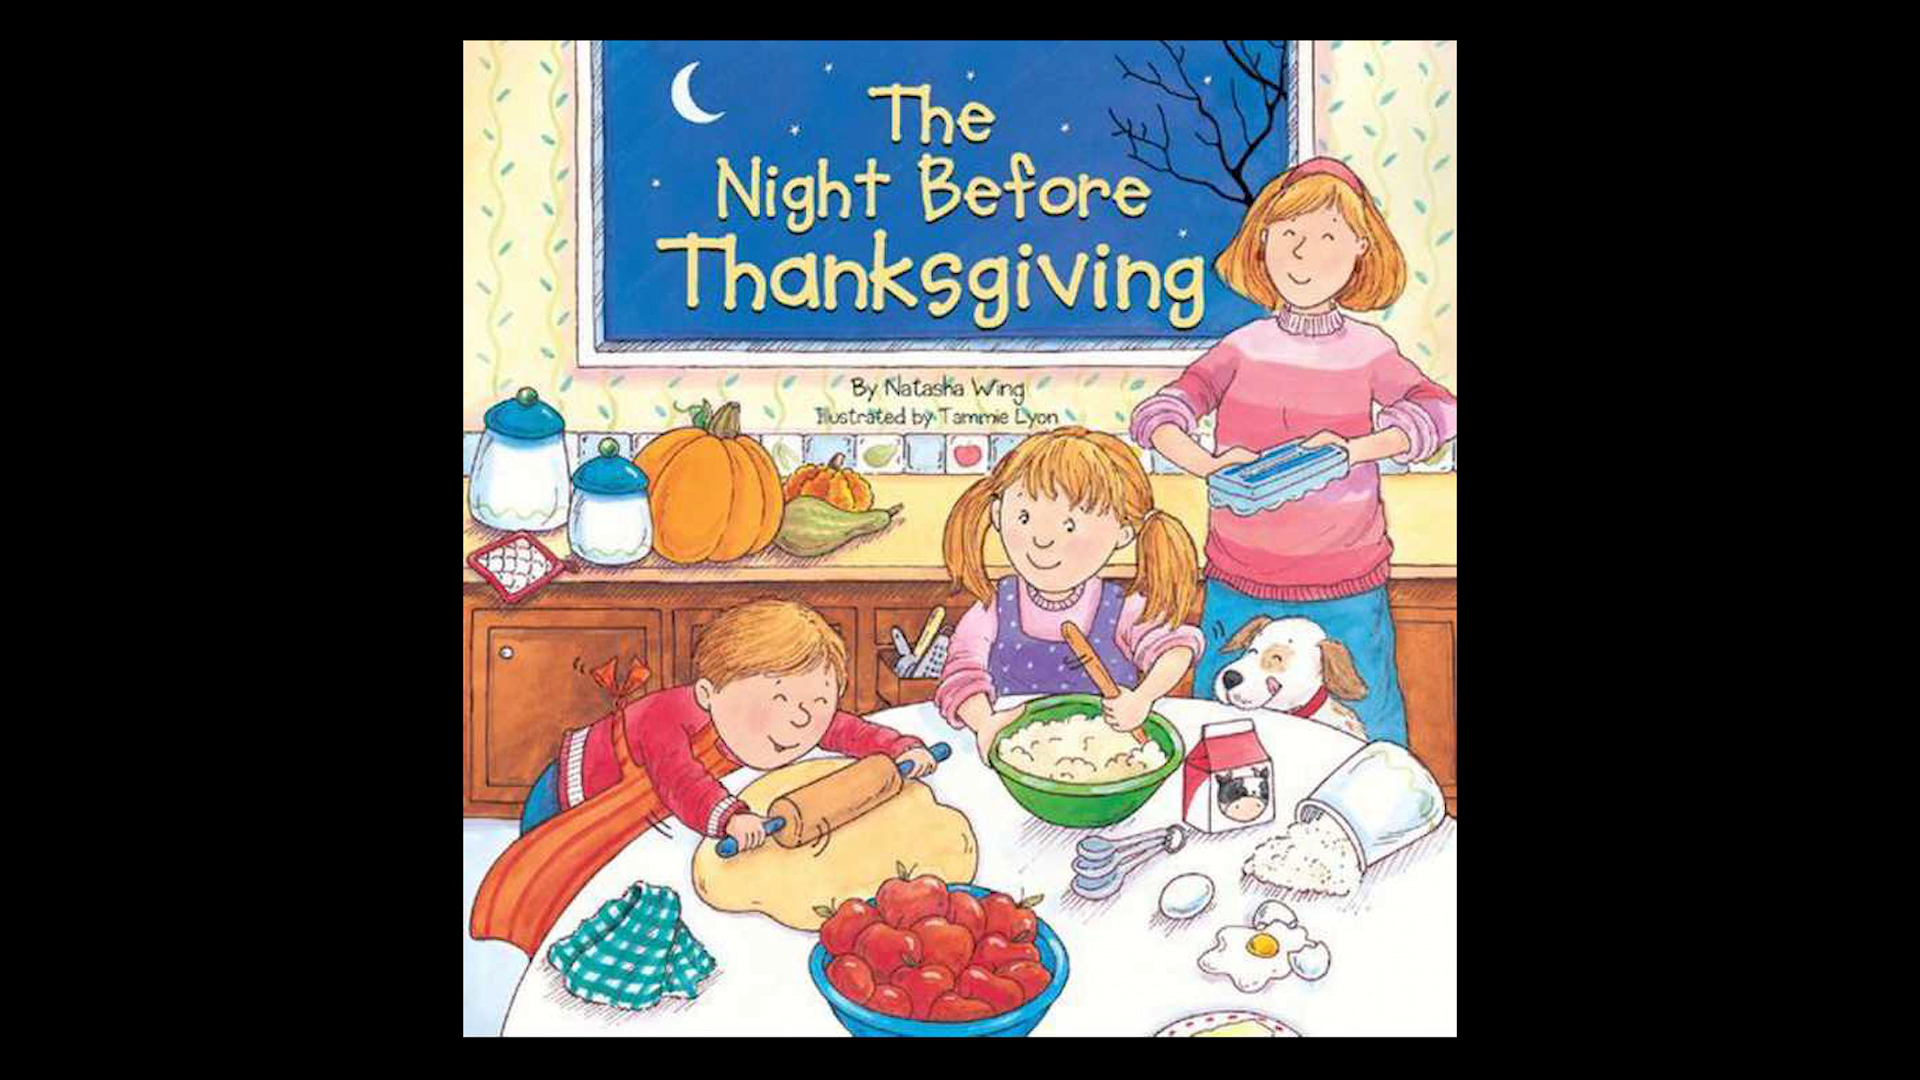 The
Night Before
Thanksgiving
By Natasha Wing
Illustrated by Tammie Lyon